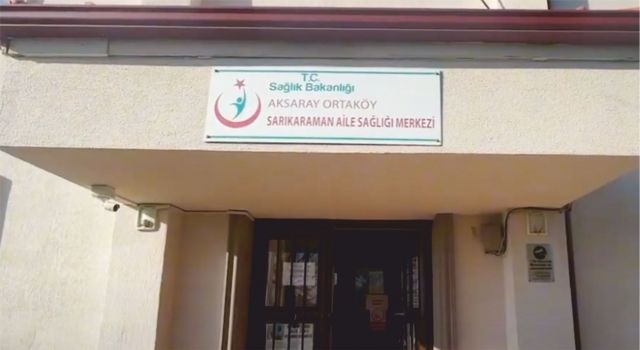 T.C.
Sağlık Bakanlığı
AKSARAY ORTAKÖY
SARIKARAMAN AİLE SAĞLIĞI MERKEZİ